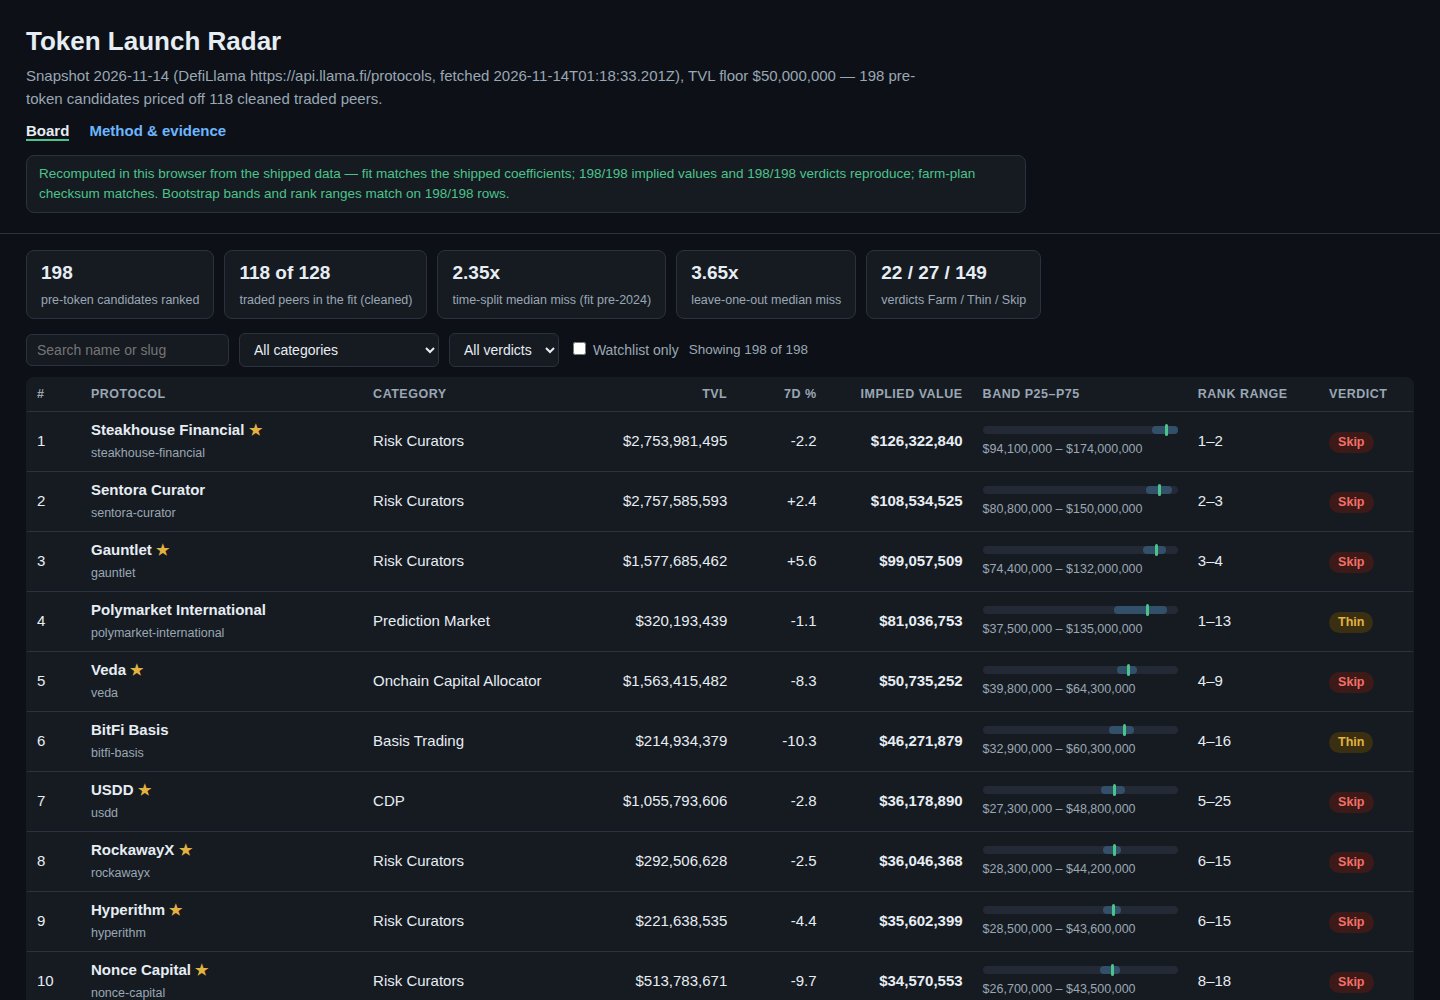 Token Launch Radar
Snapshot 2026-11-14 (DefiLlama https://api.llama.fi/protocols, fetched 2026-11-14T01:18:33.201Z), TVL floor $50,000,000 — 198 pre-
token candidates priced off 118 cleaned traded peers.
Board Method & evidence
Recomputed in this browser from the shipped data — fit matches the shipped coefficients; 198/198 implied values and 198/198 verdicts reproduce; farm-plan
checksum matches. Bootstrap bands and rank ranges match on 198/198 rows.
198 118 of 128 2.35x 3.65x 22 / 27 / 149
pre-token candidates ranked traded peers in the fit (cleaned) time-split median miss (fit pre-2024) leave-one-out median miss verdicts Farm / Thin / Skip
Search name or slug All categories All verdicts Watchlist only Showing 198 of 198
# PROTOCOL CATEGORY TVL 7D % IMPLIED VALUE BAND P25–P75 RANK RANGE VERDICT
1 Steakhouse Financial ★ Risk Curators $2,753,981,495 -2.2 $126,322,840 1–2 Skip
steakhouse-financial $94,100,000 – $174,000,000
2 Sentora Curator Risk Curators $2,757,585,593 +2.4 $108,534,525 2–3 Skip
sentora-curator $80,800,000 – $150,000,000
3 Gauntlet ★ Risk Curators $1,577,685,462 +5.6 $99,057,509 3–4 Skip
gauntlet $74,400,000 – $132,000,000
4 Polymarket International Prediction Market $320,193,439 -1.1 $81,036,753 1–13 Thin
polymarket-international $37,500,000 – $135,000,000
5 Veda ★ Onchain Capital Allocator $1,563,415,482 -8.3 $50,735,252 4–9 Skip
veda $39,800,000 – $64,300,000
6 BitFi Basis Basis Trading $214,934,379 -10.3 $46,271,879 4–16 Thin
bitfi-basis $32,900,000 – $60,300,000
7 USDD ★ CDP $1,055,793,606 -2.8 $36,178,890 5–25 Skip
usdd $27,300,000 – $48,800,000
8 RockawayX ★ Risk Curators $292,506,628 -2.5 $36,046,368 6–15 Skip
rockawayx $28,300,000 – $44,200,000
9 Hyperithm ★ Risk Curators $221,638,535 -4.4 $35,602,399 6–15 Skip
hyperithm $28,500,000 – $43,600,000
10 Nonce Capital ★ Risk Curators $513,783,671 -9.7 $34,570,553 8–18 Skip
nonce-capital $26,700,000 – $43,500,000